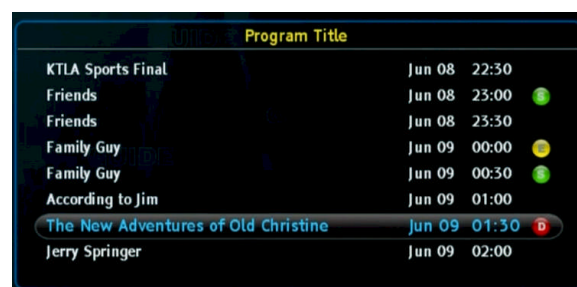 Program Title
KTLA Sports Final Jun 08 22:30
Friends Jun 08 23:00 S
Friends Jun 08 23:30
Family Guy Jun 09 00:00 E
Family Guy Jun 09 00:30 S
According to Jim Jun 09 01:00
The New Adventures of Old Christine Jun 09 01:30 D
Jerry Springer Jun 09 02:00